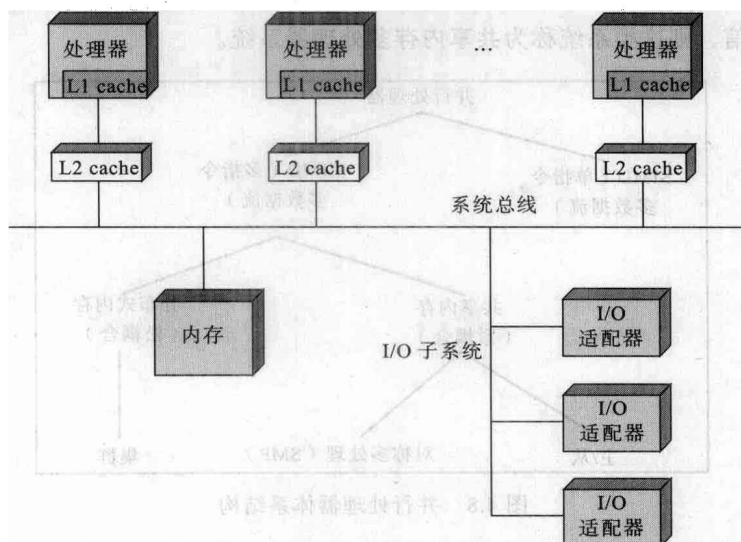 处理器
L1 cache
处理器
L1 cache
...
处理器
L1 cache
L2 cache
L2 cache
L2 cache
系统总线
内存
I/O 子系统
I/O
适配器
I/O
适配器
I/O
适配器